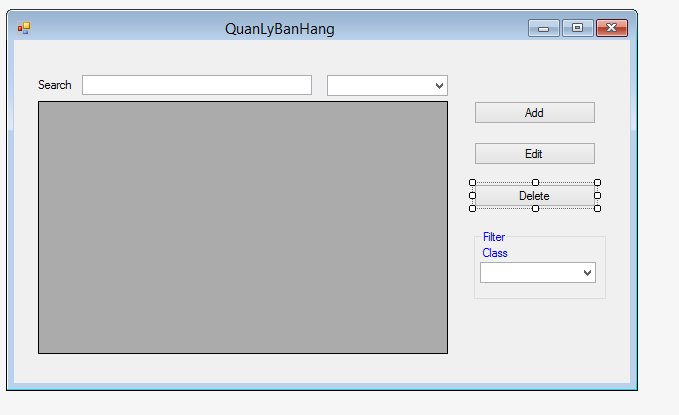 QuanLyBanHang
Search
Add
Edit
Delete
Filter
Class